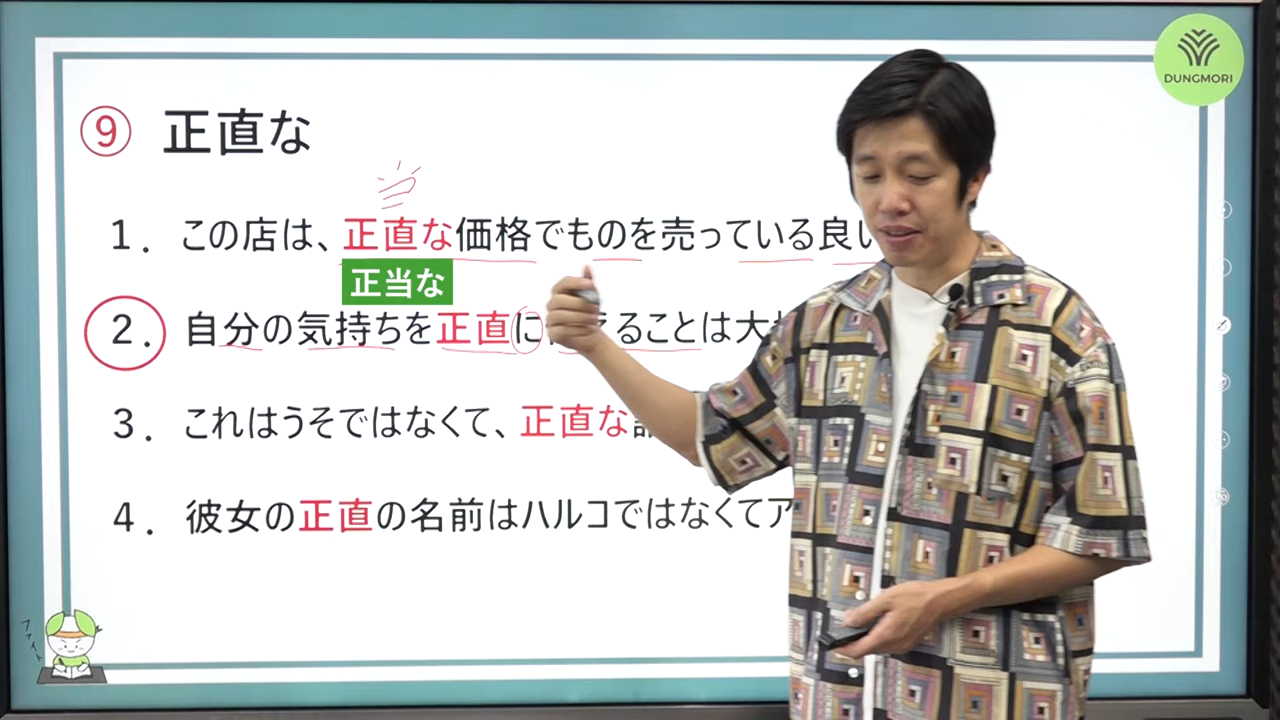 DUNGMORI
⑨ 正直な
1. この店は、正直な価格でものを売っている良い
正当な
2. 自分の気持ちを正直に えることは大
3. これはうそではなくて、正直な
4. 彼女の正直の名前はハルコではなくてア
ファイト